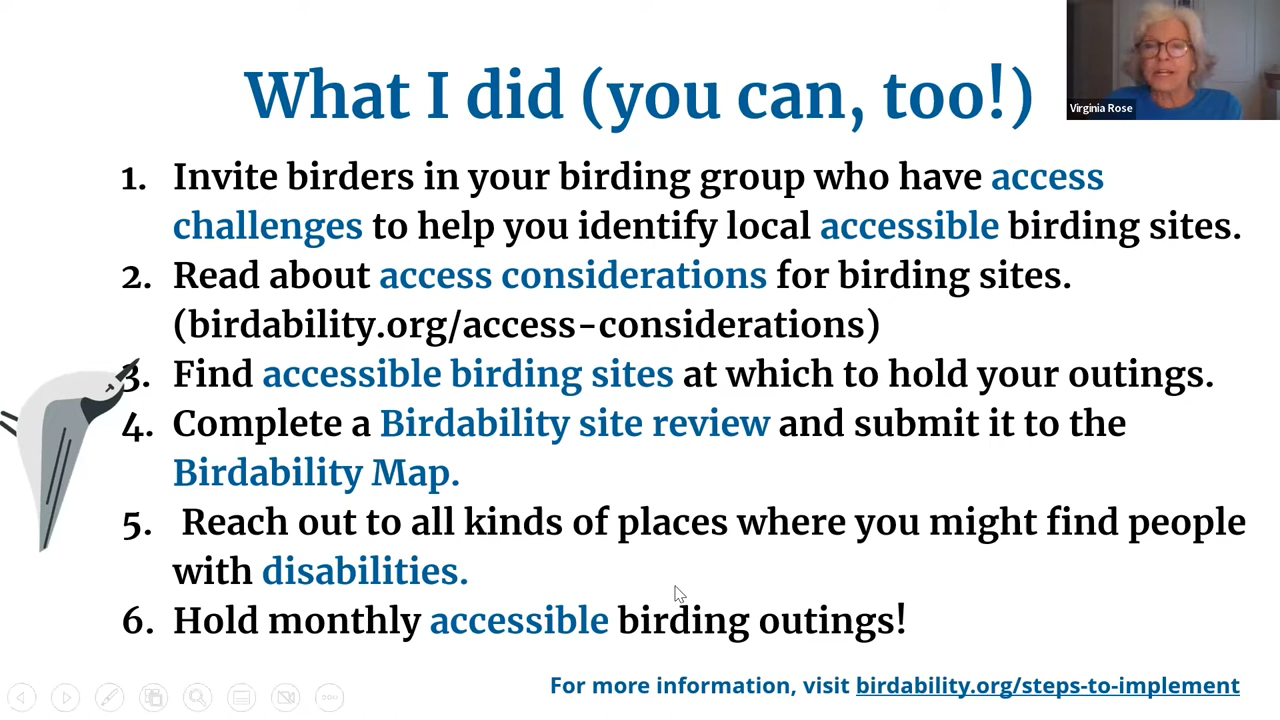 What I did (you can, too!)
Virginia Rose
1. Invite birders in your birding group who have access
challenges to help you identify local accessible birding sites.
2. Read about access considerations for birding sites.
(birdability.org/access-considerations)
3. Find accessible birding sites at which to hold your outings.
4. Complete a Birdability site review and submit it to the
Birdability Map.
5. Reach out to all kinds of places where you might find people
with disabilities.
6. Hold monthly accessible birding outings!
For more information, visit birdability.org/steps-to-implement